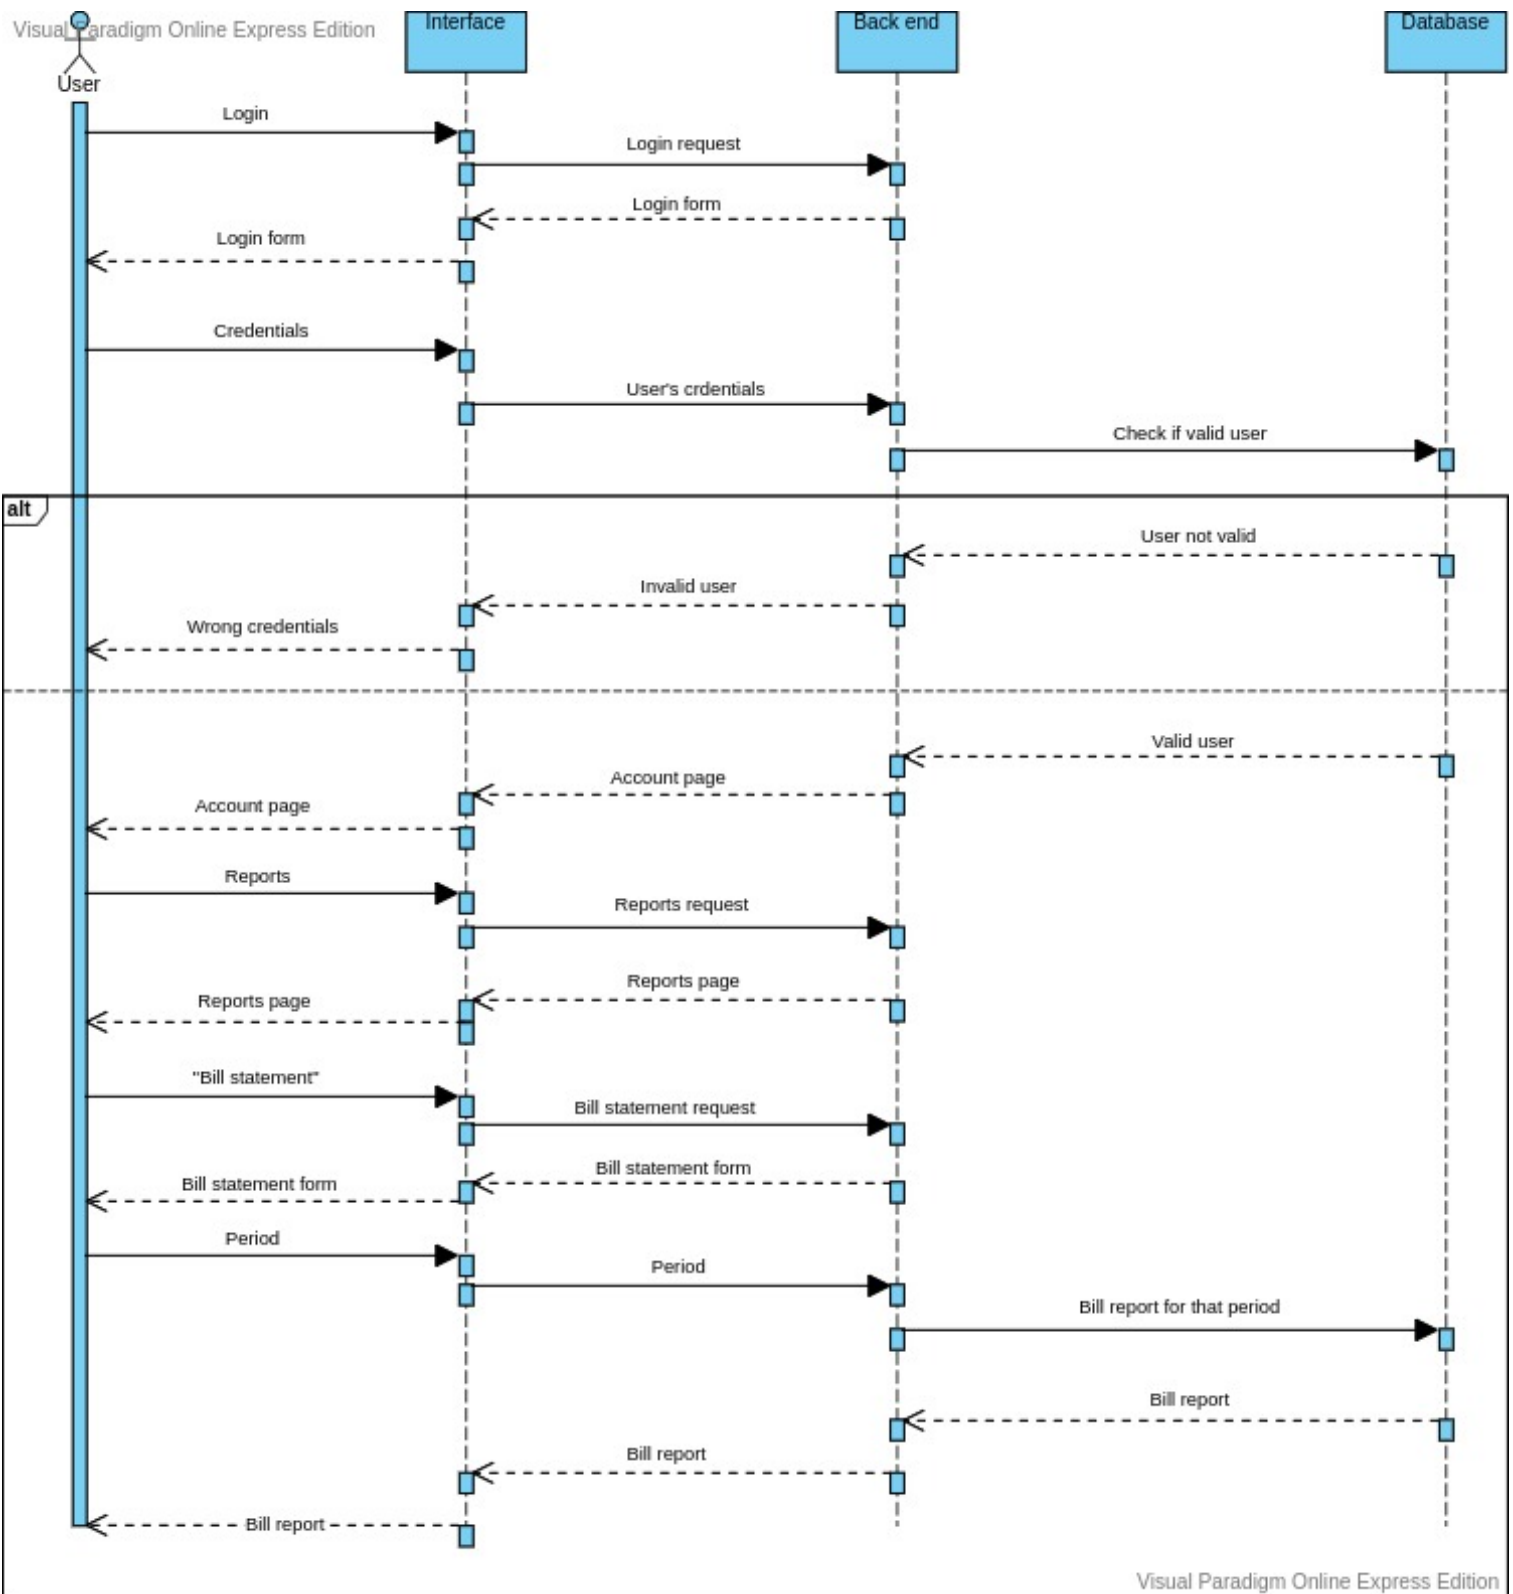 Visual Paradigm Online Express Edition
Interface
Back end
Database
User
Login
Login request
Login form
Login form
Credentials
User's crdentials
Check if valid user
alt
User not valid
Invalid user
Wrong credentials
Valid user
Account page
Account page
Reports
Reports request
Reports page
Reports page
"Bill statement"
Bill statement request
Bill statement form
Bill statement form
Period
Period
Bill report for that period
Bill report
Bill report
Bill report
Visual Paradigm Online Express Edition